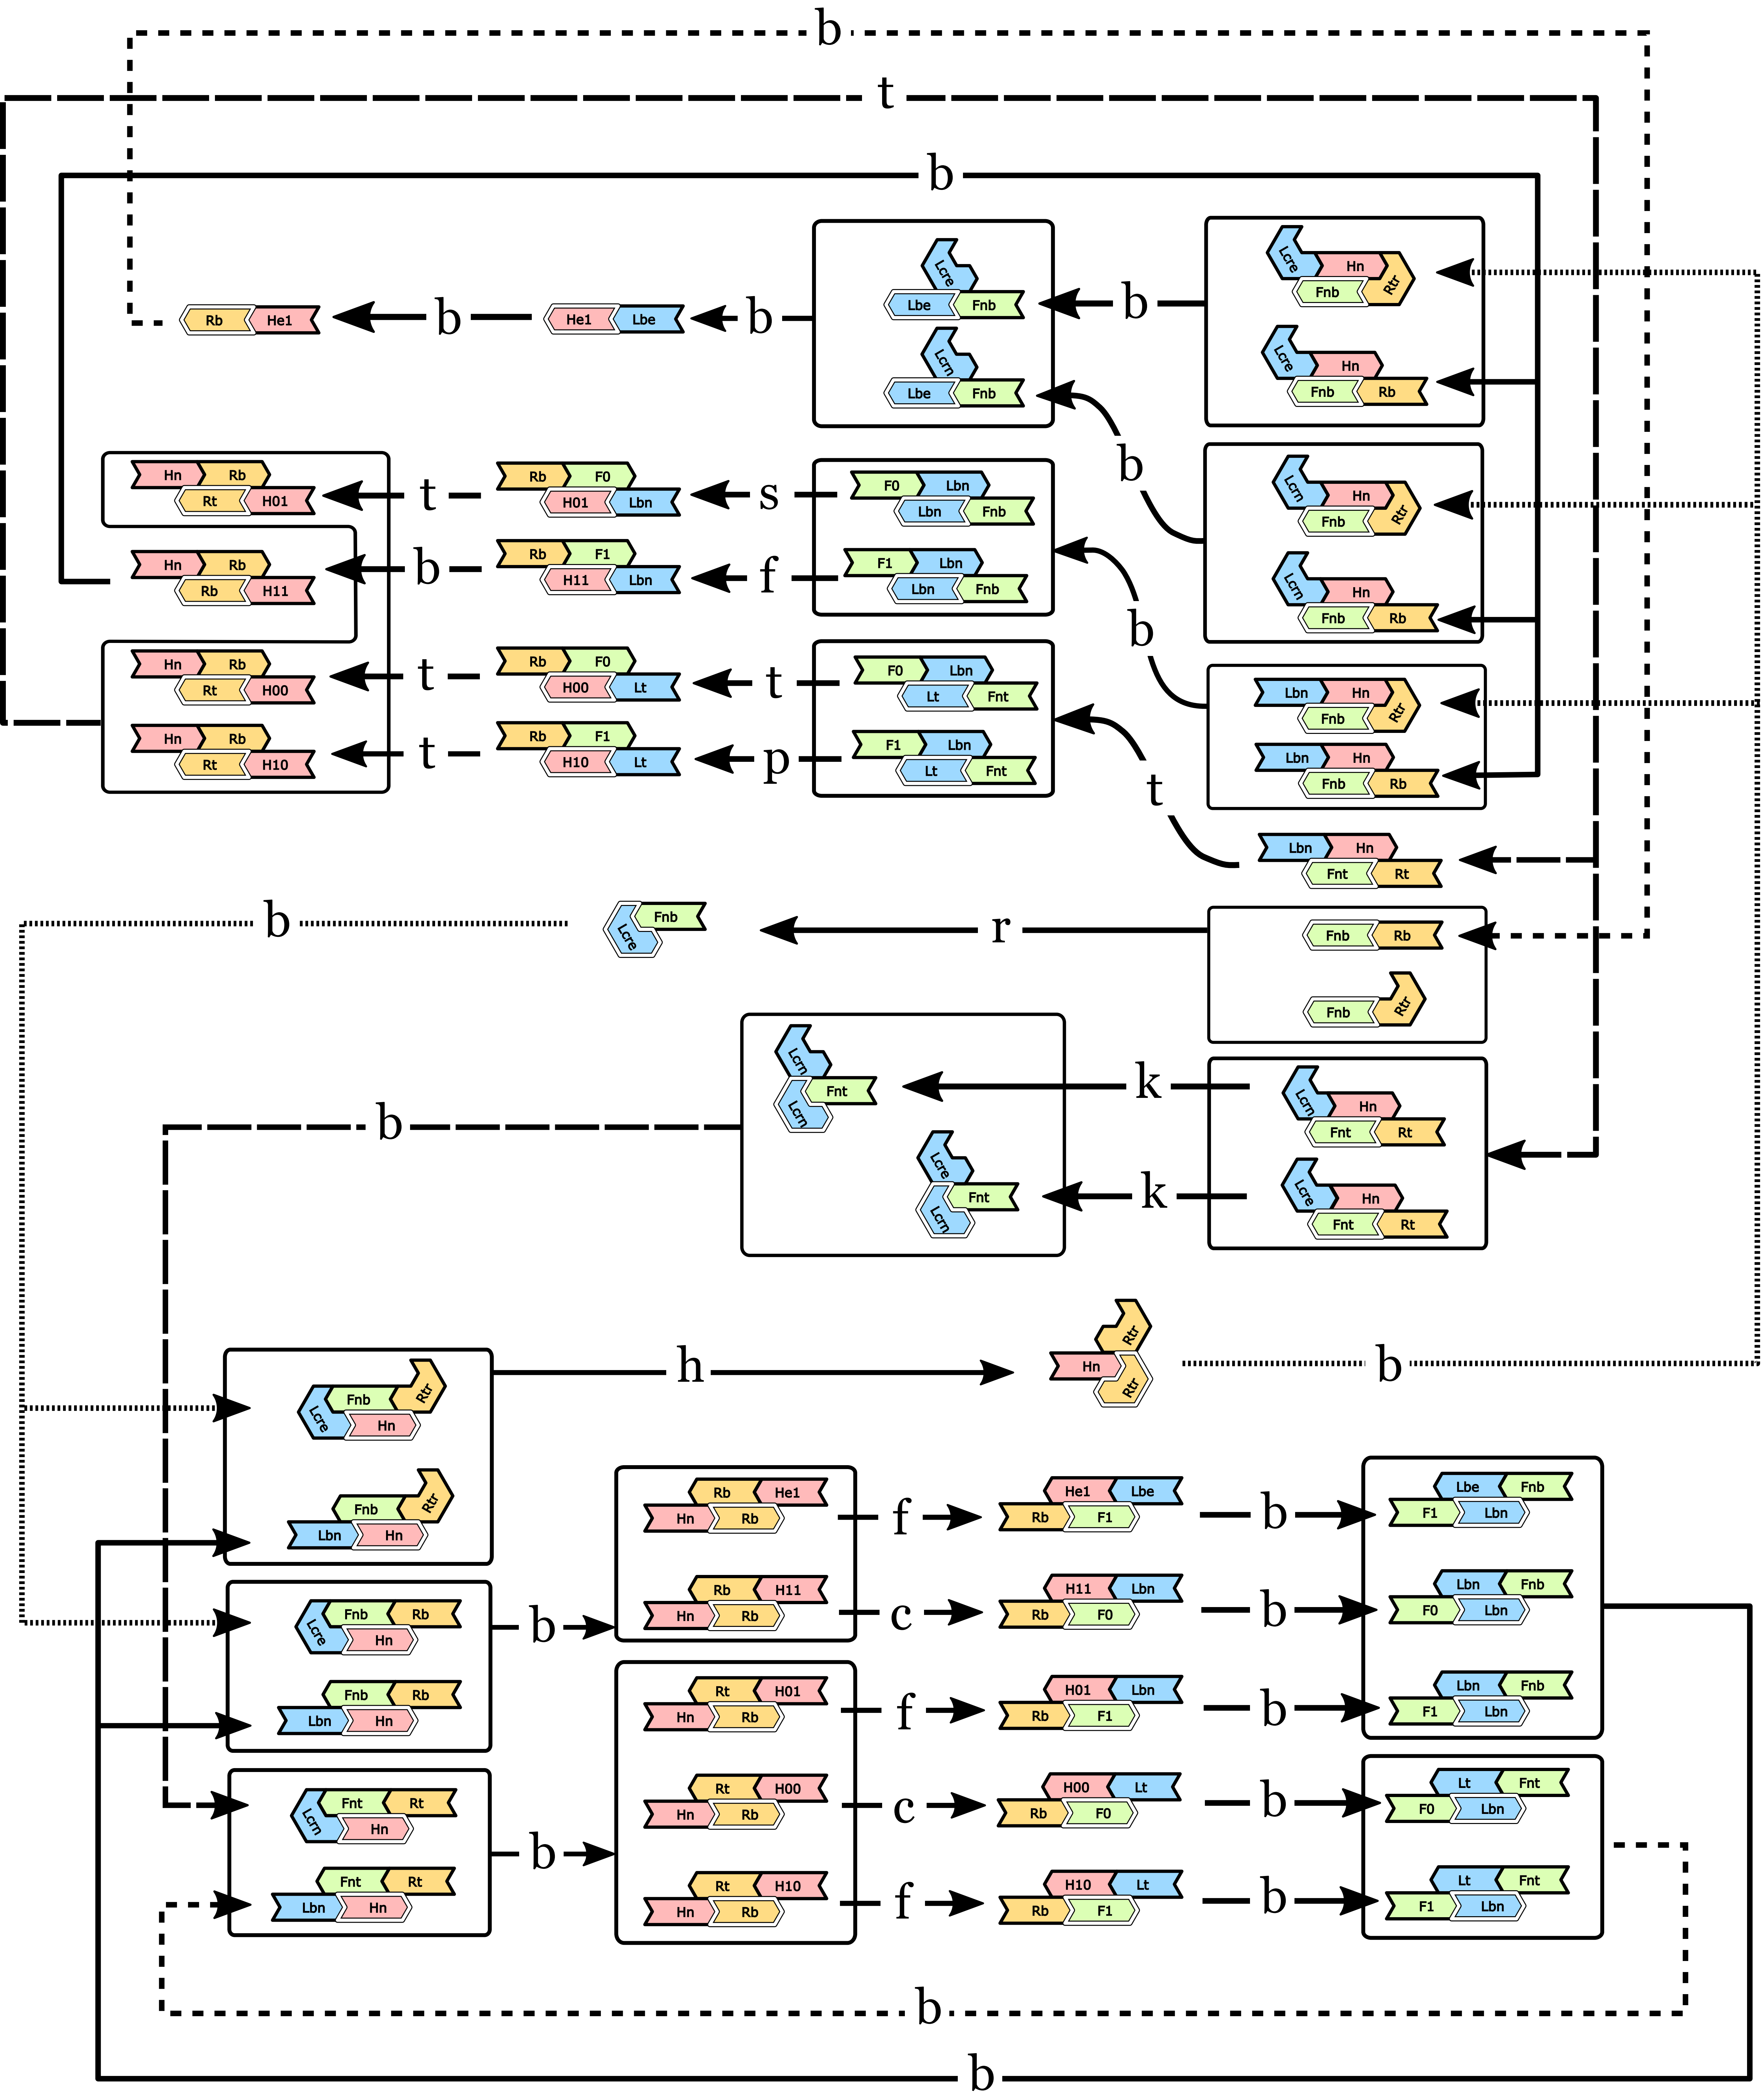 b
t
b
Lcre Hn Rtr
Fnb
Lcre
Lbe Fnb
b
Rb He1
b
He1 Lbe
b
Lcre Hn
Fnb Rb
Lcrn
Lbe Fnb
b
Hn Rb
Rt H01
t
Rb F0
H01 Lbn
s
F0 Lbn
Lbn Fnb
Lcrn Hn Rtr
Fnb
Hn Rb
Rb H11
b
Rb F1
H11 Lbn
f
F1 Lbn
Lbn Fnb
b
Lcrn Hn
Fnb Rb
Hn Rb
Rt H00
t
Rb F0
H00 Lt
t
F0 Lbn
Lt Fnt
Lbn Hn Rtr
Fnb
Hn Rb
Rt H10
t
Rb F1
H10 Lt
p
F1 Lbn
Lt Fnt
t
Lbn Hn
Fnb Rb
Lbn Hn
Fnt Rt
b
Fnb
Lcre
r
Fnb Rb
Fnb Rtr
Lcrn
Fnt
Lcrn
k
Lcrn Hn
Fnt Rt
b
Lcre
Fnt
Lcrn
k
Lcre Hn
Fnt Rt
h
Rtr
Hn
Rtr
b
Fnb Rtr
Lcre Hn
Fnb Rtr
Lbn Hn
Rb He1
Hn Rb
f
He1 Lbe
Rb F1
b
Lbe Fnb
F1 Lbn
Fnb Rb
Lcre Hn
b
Rb H11
Hn Rb
c
H11 Lbn
Rb F0
b
Lbn Fnb
F0 Lbn
Fnb Rb
Lbn Hn
Rt H01
Hn Rb
f
H01 Lbn
Rb F1
b
Lbn Fnb
F1 Lbn
Fnt Rt
Lcrn Hn
Rt H00
Hn Rb
c
H00 Lt
Rb F0
b
Lt Fnt
F0 Lbn
b
Fnt Rt
Lbn Hn
Rt H10
Hn Rb
f
H10 Lt
Rb F1
b
Lt Fnt
F1 Lbn
b
b